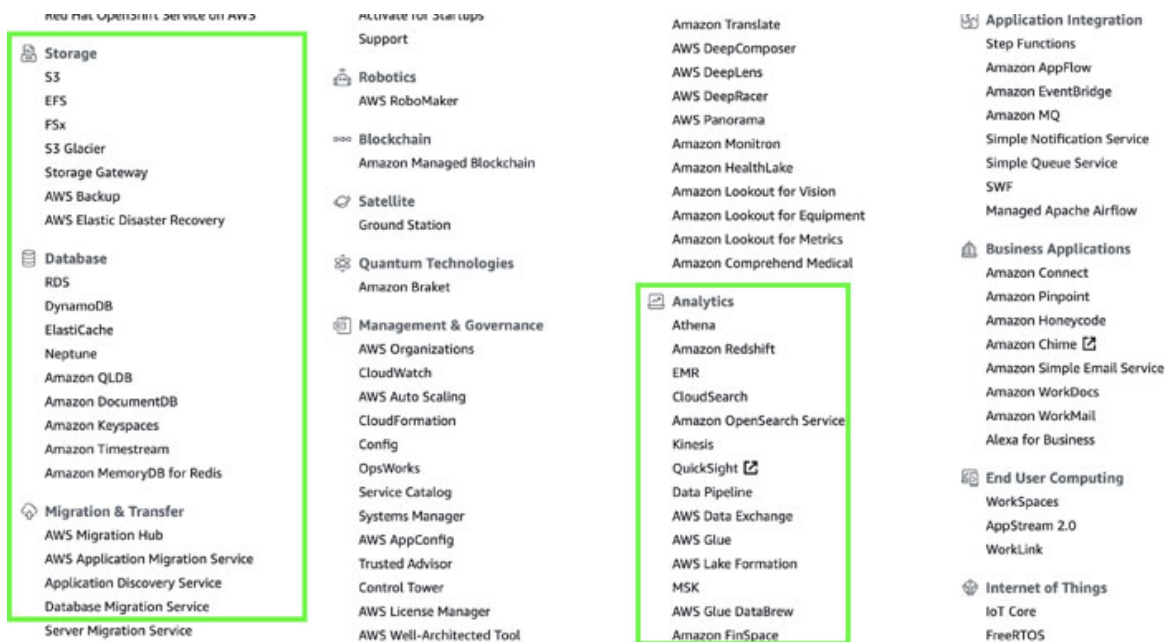 Red Hat OpenShift Service on AWS
Storage
S3
EFS
FSx
S3 Glacier
Storage Gateway
AWS Backup
AWS Elastic Disaster Recovery
Database
RDS
DynamoDB
ElastiCache
Neptune
Amazon QLDB
Amazon DocumentDB
Amazon Keyspaces
Amazon Timestream
Amazon MemoryDB for Redis
Migration & Transfer
AWS Migration Hub
AWS Application Migration Service
Application Discovery Service
Database Migration Service
Server Migration Service
Activate for Startups
Support
Robotics
AWS RoboMaker
Blockchain
Amazon Managed Blockchain
Satellite
Ground Station
Quantum Technologies
Amazon Braket
Management & Governance
AWS Organizations
CloudWatch
AWS Auto Scaling
CloudFormation
Config
OpsWorks
Service Catalog
Systems Manager
AWS AppConfig
Trusted Advisor
Control Tower
AWS License Manager
AWS Well-Architected Tool
Amazon Translate
AWS DeepComposer
AWS DeepLens
AWS DeepRacer
AWS Panorama
Amazon Monitron
Amazon HealthLake
Amazon Lookout for Vision
Amazon Lookout for Equipment
Amazon Lookout for Metrics
Amazon Comprehend Medical
Analytics
Athena
Amazon Redshift
EMR
CloudSearch
Amazon OpenSearch Service
Kinesis
QuickSight
Data Pipeline
AWS Data Exchange
AWS Glue
AWS Lake Formation
MSK
AWS Glue DataBrew
Amazon FinSpace
Application Integration
Step Functions
Amazon AppFlow
Amazon EventBridge
Amazon MQ
Simple Notification Service
Simple Queue Service
SWF
Managed Apache Airflow
Business Applications
Amazon Connect
Amazon Pinpoint
Amazon Honeycode
Amazon Chime
Amazon Simple Email Service
Amazon WorkDocs
Amazon WorkMail
Alexa for Business
End User Computing
WorkSpaces
AppStream 2.0
WorkLink
Internet of Things
IoT Core
FreeRTOS